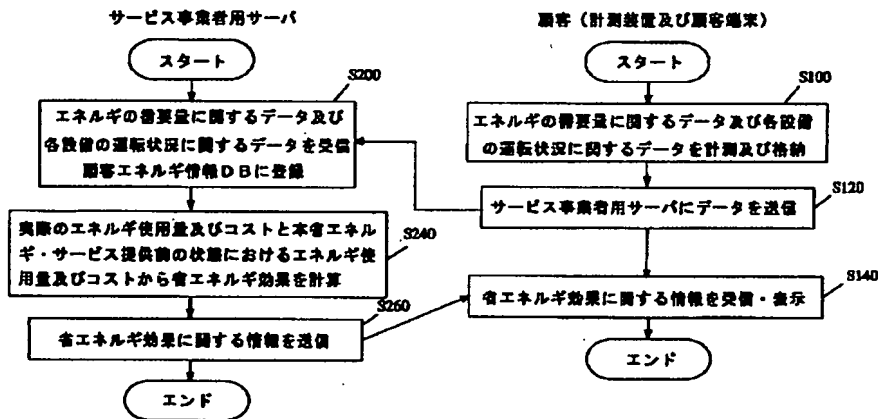 サービス事業者用サーバ
スタート
S200
エネルギの需要量に関するデータ及び
各設備の運転状況に関するデータを受信
顧客エネルギ情報DBに登録
実際のエネルギ使用量及びコストと本省エネル
ギ・サービス提供前の状態におけるエネルギ使
用量及びコストから省エネルギ効果を計算
S240
S260
省エネルギ効果に関する情報を送信
エンド
顧客（計測装置及び顧客端末）
スタート
S100
エネルギの需要量に関するデータ及び各設備
の運転状況に関するデータを計測及び格納
S120
サービス事業者用サーバにデータを送信
S140
省エネルギ効果に関する情報を受信・表示
エンド